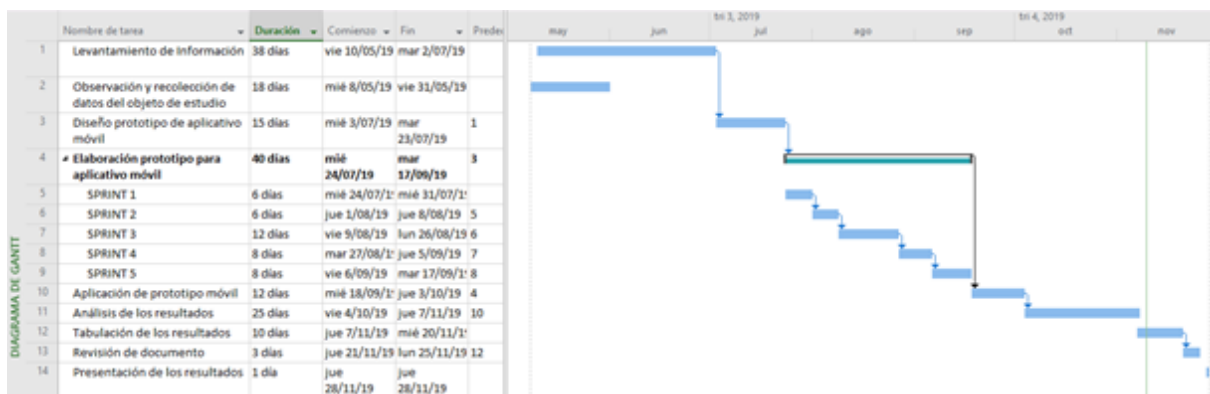 tri 3, 2019 tri 4, 2019
Nombre de tarea Duración Comienzo Fin Predec may jun jul ago sep oct nov
1 Levantamiento de Información 38 días vie 10/05/19 mar 2/07/19
2 Observación y recolección de 18 días mié 8/05/19 vie 31/05/19
datos del objeto de estudio
3 Diseño prototipo de aplicativo 15 días mié 3/07/19 mar 1
móvil 23/07/19
4 Elaboración prototipo para 40 días mié mar 3
aplicativo móvil 24/07/19 17/09/19
5 SPRINT 1 6 días mié 24/07/1 mié 31/07/1
6 SPRINT 2 6 días jue 1/08/19 jue 8/08/19 5
7 SPRINT 3 12 días vie 9/08/19 lun 26/08/19 6
8 SPRINT 4 8 días mar 27/08/1 jue 5/09/19 7
9 SPRINT 5 8 días vie 6/09/19 mar 17/09/1 8
10 Aplicación de prototipo móvil 12 días mié 18/09/1 jue 3/10/19 4
11 Análisis de los resultados 25 días vie 4/10/19 jue 7/11/19 10
12 Tabulación de los resultados 10 días jue 7/11/19 mié 20/11/1
13 Revisión de documento 3 días jue 21/11/19 lun 25/11/19 12
14 Presentación de los resultados 1 día jue jue
28/11/19 28/11/19
DIAGRAMA DE GANTT